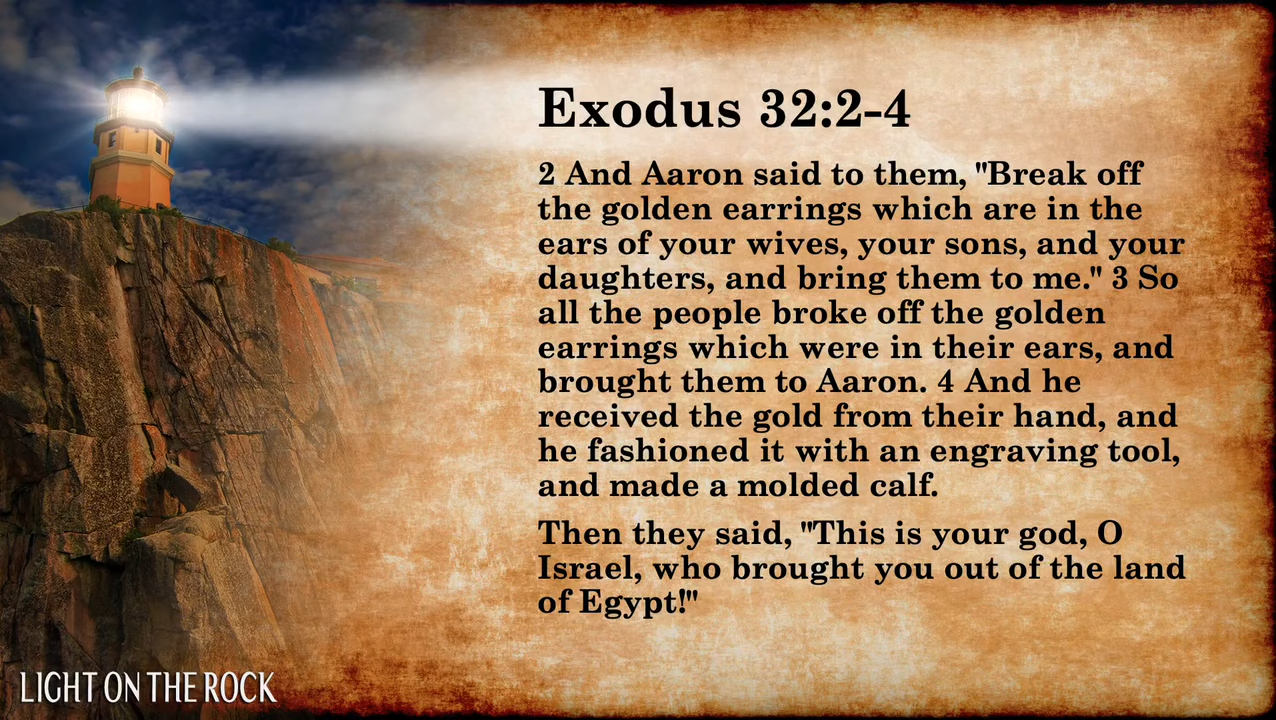 Exodus 32:2-4
2 And Aaron said to them, "Break off
the golden earrings which are in the
ears of your wives, your sons, and your
daughters, and bring them to me." 3 So
all the people broke off the golden
earrings which were in their ears, and
brought them to Aaron. 4 And he
received the gold from their hand, and
he fashioned it with an engraving tool,
and made a molded calf.
Then they said, "This is your god, O
Israel, who brought you out of the land
of Egypt!"
LIGHT ON THE ROCK